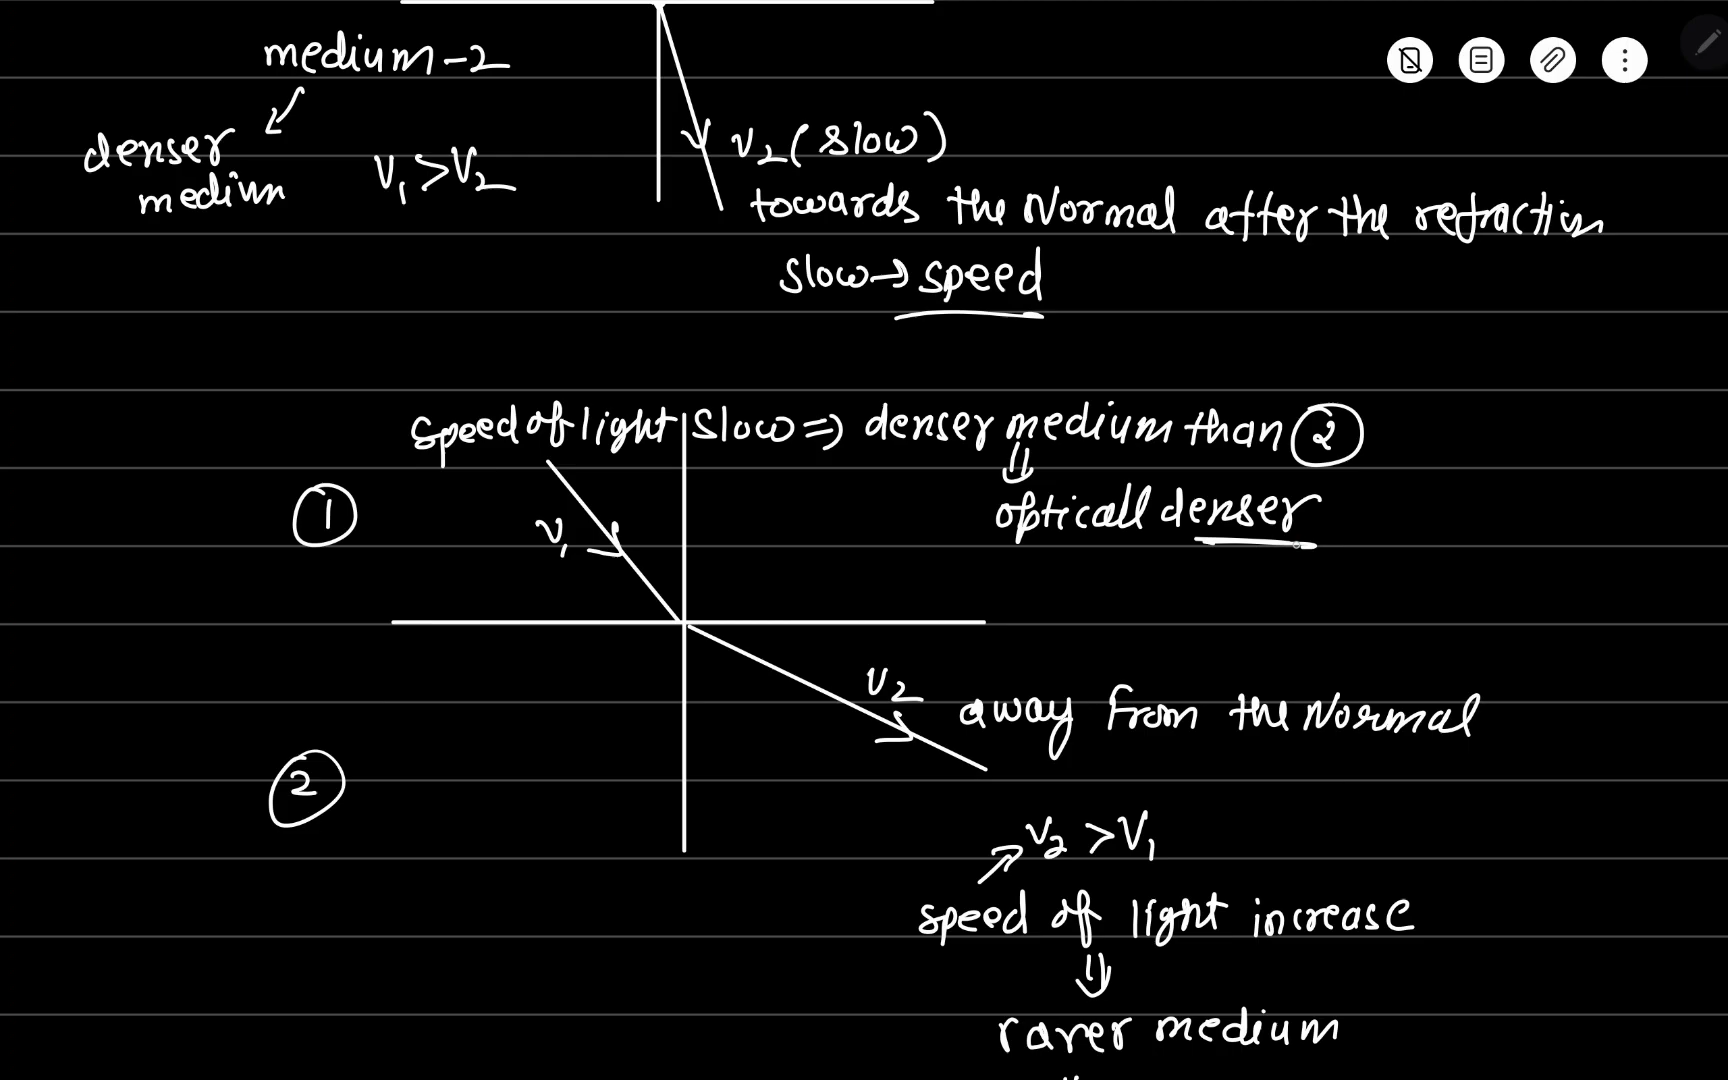 medium-2
denser
medium
V1 > V2
v2 (slow)
towards the Normal after the refraction
slow → speed
speed of light slow ⇒ denser medium than 2
⇓
opticall denser
1
v1
v2
away from the Normal
2
v2 > V1
speed of light increase
⇓
rarer medium